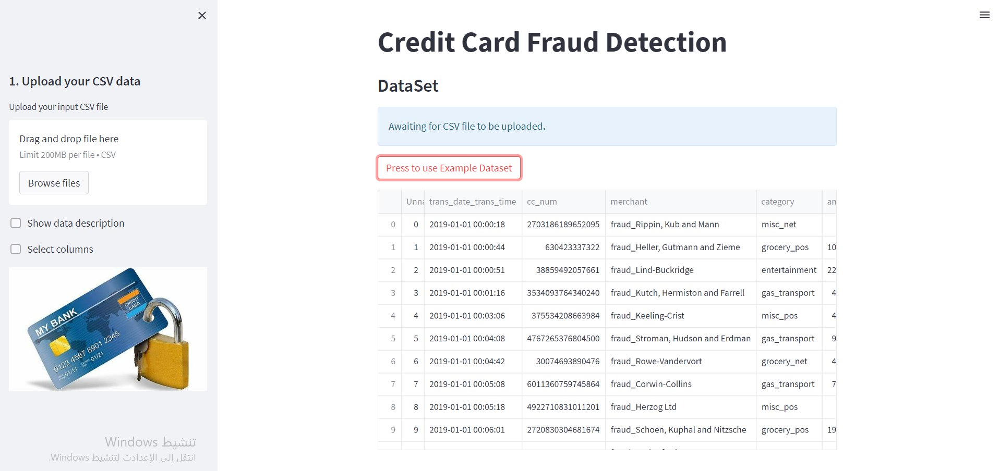 1. Upload your CSV data
Upload your input CSV file
Drag and drop file here
Limit 200MB per file • CSV
Browse files
Show data description
Select columns
MY BANK
CREDIT
CARD
0123 4567 8901 2345
01/11
01/21
تنشيط Windows
انتقل إلى الإعدادت لتنشيط Windows.
Credit Card Fraud Detection
DataSet
Awaiting for CSV file to be uploaded.
Press to use Example Dataset
Unna trans_date_trans_time cc_num merchant category an
0 0 2019-01-01 00:00:18 2703186189652095 fraud_Rippin, Kub and Mann misc_net
1 1 2019-01-01 00:00:44 630423337322 fraud_Heller, Gutmann and Zieme grocery_pos 10
2 2 2019-01-01 00:00:51 38859492057661 fraud_Lind-Buckridge entertainment 22
3 3 2019-01-01 00:01:16 3534093764340240 fraud_Kutch, Hermiston and Farrell gas_transport 4
4 4 2019-01-01 00:03:06 375534208663984 fraud_Keeling-Crist misc_pos 4
5 5 2019-01-01 00:04:08 4767265376804500 fraud_Stroman, Hudson and Erdman gas_transport 9
6 6 2019-01-01 00:04:42 30074693890476 fraud_Rowe-Vandervort grocery_net 4
7 7 2019-01-01 00:05:08 6011360759745864 fraud_Corwin-Collins gas_transport 7
8 8 2019-01-01 00:05:18 4922710831011201 fraud_Herzog Ltd misc_pos
9 9 2019-01-01 00:06:01 2720830304681674 fraud_Schoen, Kuphal and Nitzsche grocery_pos 19